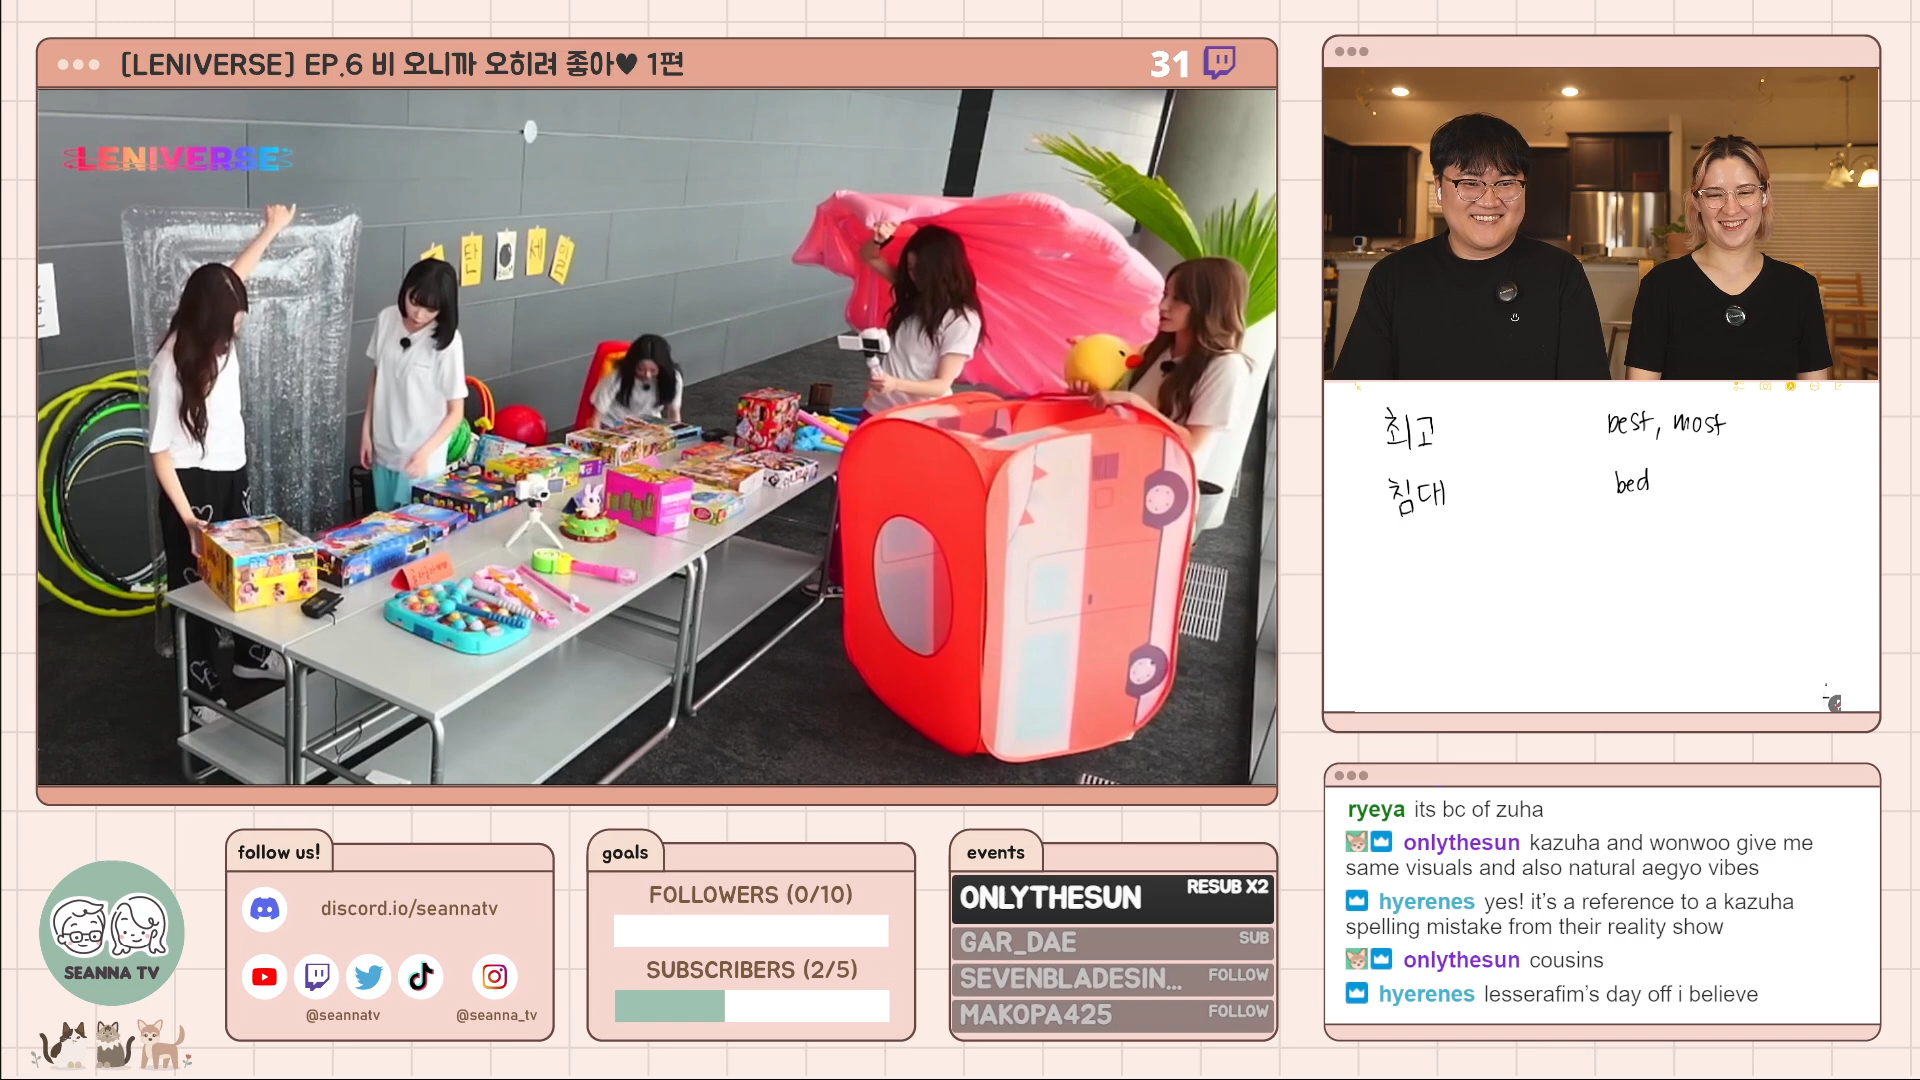 [LENIVERSE] EP.6 비 오니까 오히려 좋아♥ 1편
31
LENIVERSE
탄
세
최고 best, most
침대 bed
ryeya its bc of zuha
onlythesun kazuha and wonwoo give me
same visuals and also natural aegyo vibes
hyerenes yes! it’s a reference to a kazuha
spelling mistake from their reality show
onlythesun cousins
hyerenes lesserafim’s day off i believe
SEANNA TV
follow us!
discord.io/seannatv
@seannatv
@seanna_tv
goals
FOLLOWERS (0/10)
SUBSCRIBERS (2/5)
events
ONLYTHESUN RESUB X2
GAR_DAE SUB
SEVENBLADESIN... FOLLOW
MAKOPA425 FOLLOW